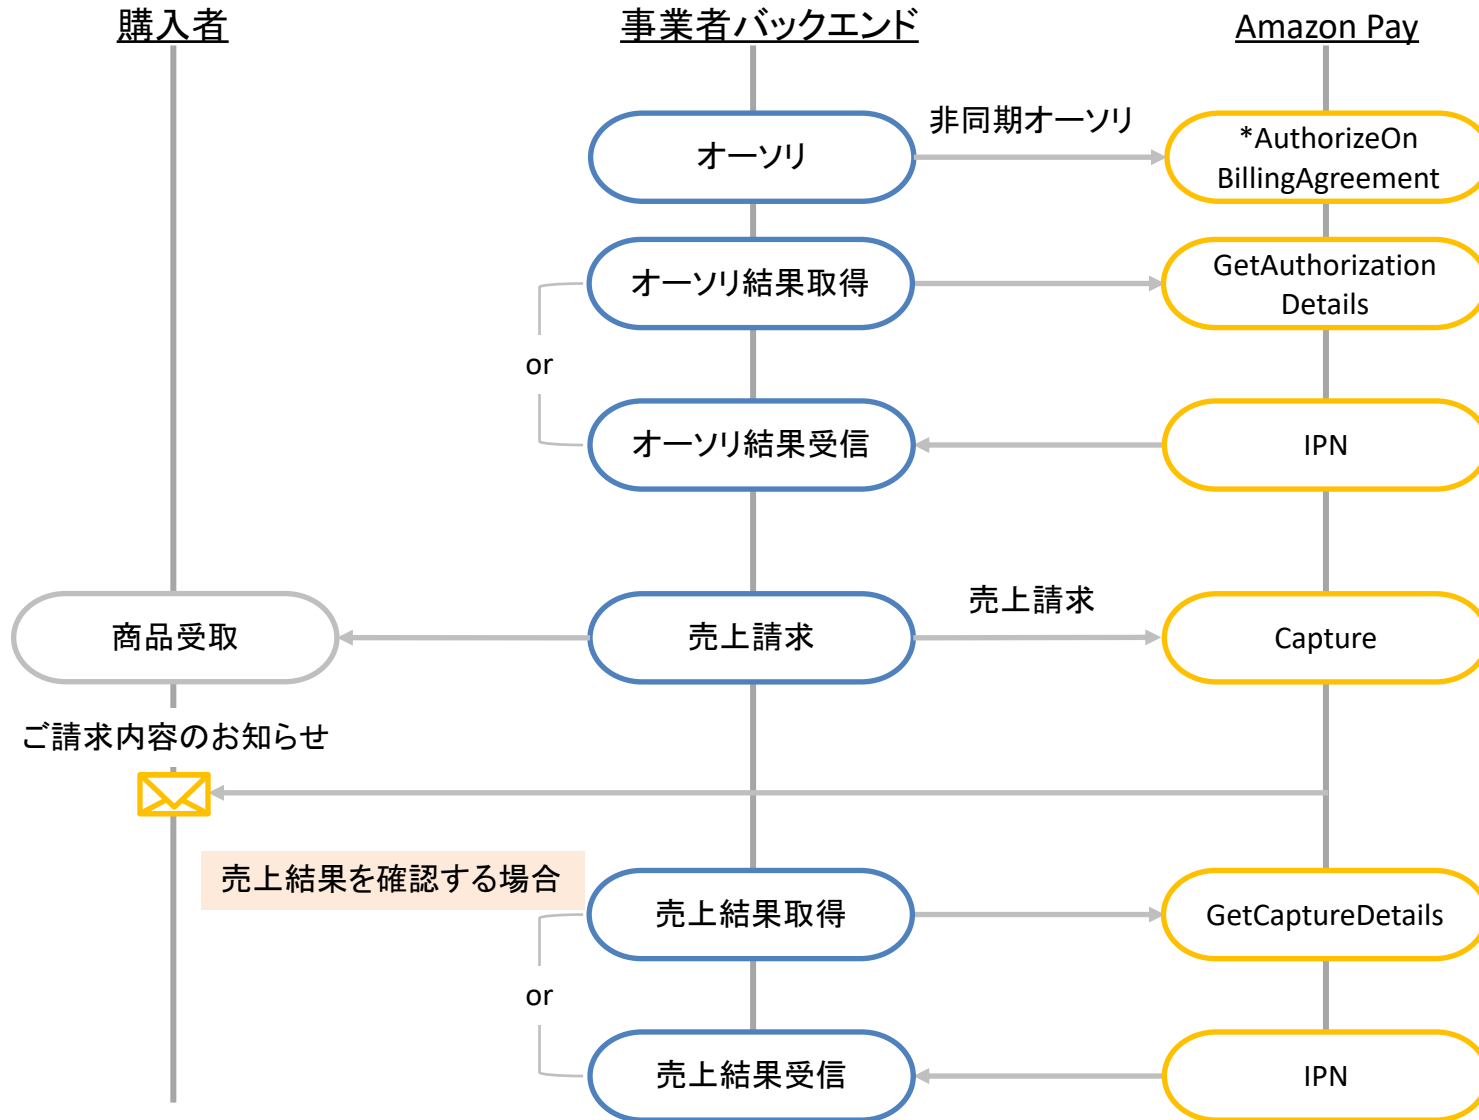 購入者
事業者バックエンド
Amazon Pay
非同期オーソリ
オーソリ
*AuthorizeOn
BillingAgreement
オーソリ結果取得
GetAuthorization
Details
or
オーソリ結果受信
IPN
売上請求
商品受取
売上請求
Capture
ご請求内容のお知らせ
売上結果を確認する場合
売上結果取得
GetCaptureDetails
or
売上結果受信
IPN